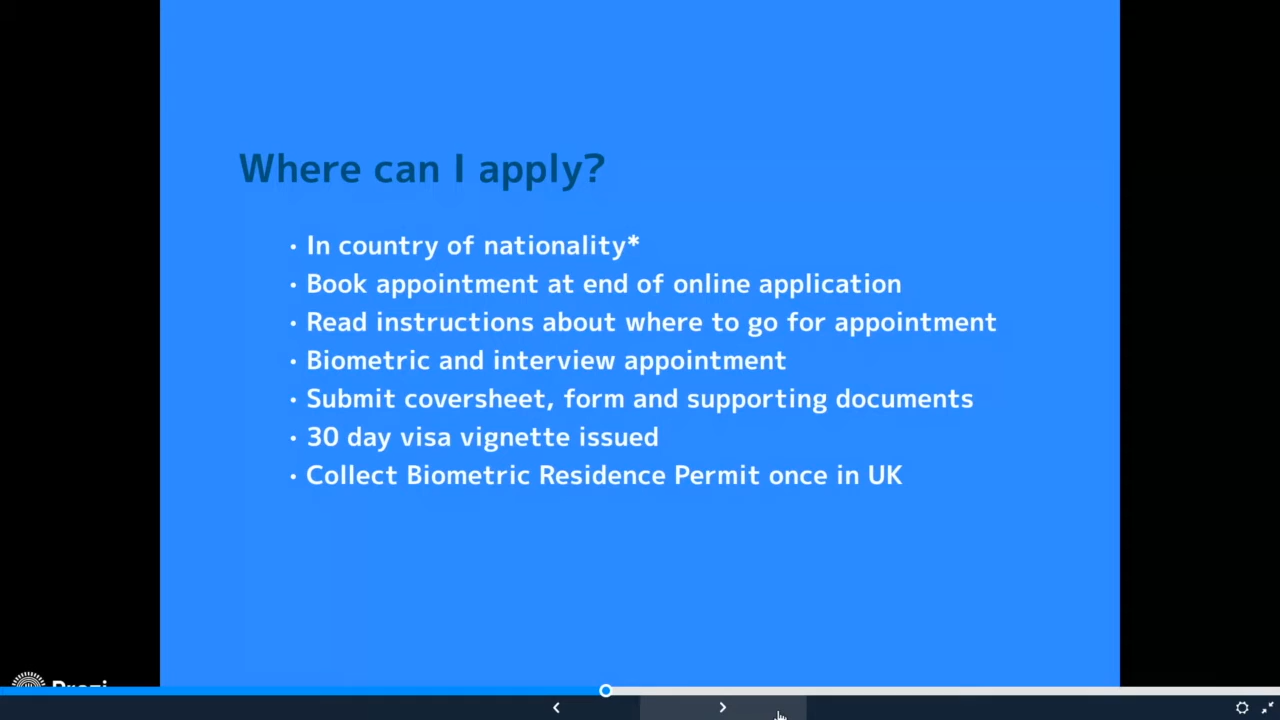 Where can I apply?
• In country of nationality*
• Book appointment at end of online application
• Read instructions about where to go for appointment
• Biometric and interview appointment
• Submit coversheet, form and supporting documents
• 30 day visa vignette issued
• Collect Biometric Residence Permit once in UK
Prezi